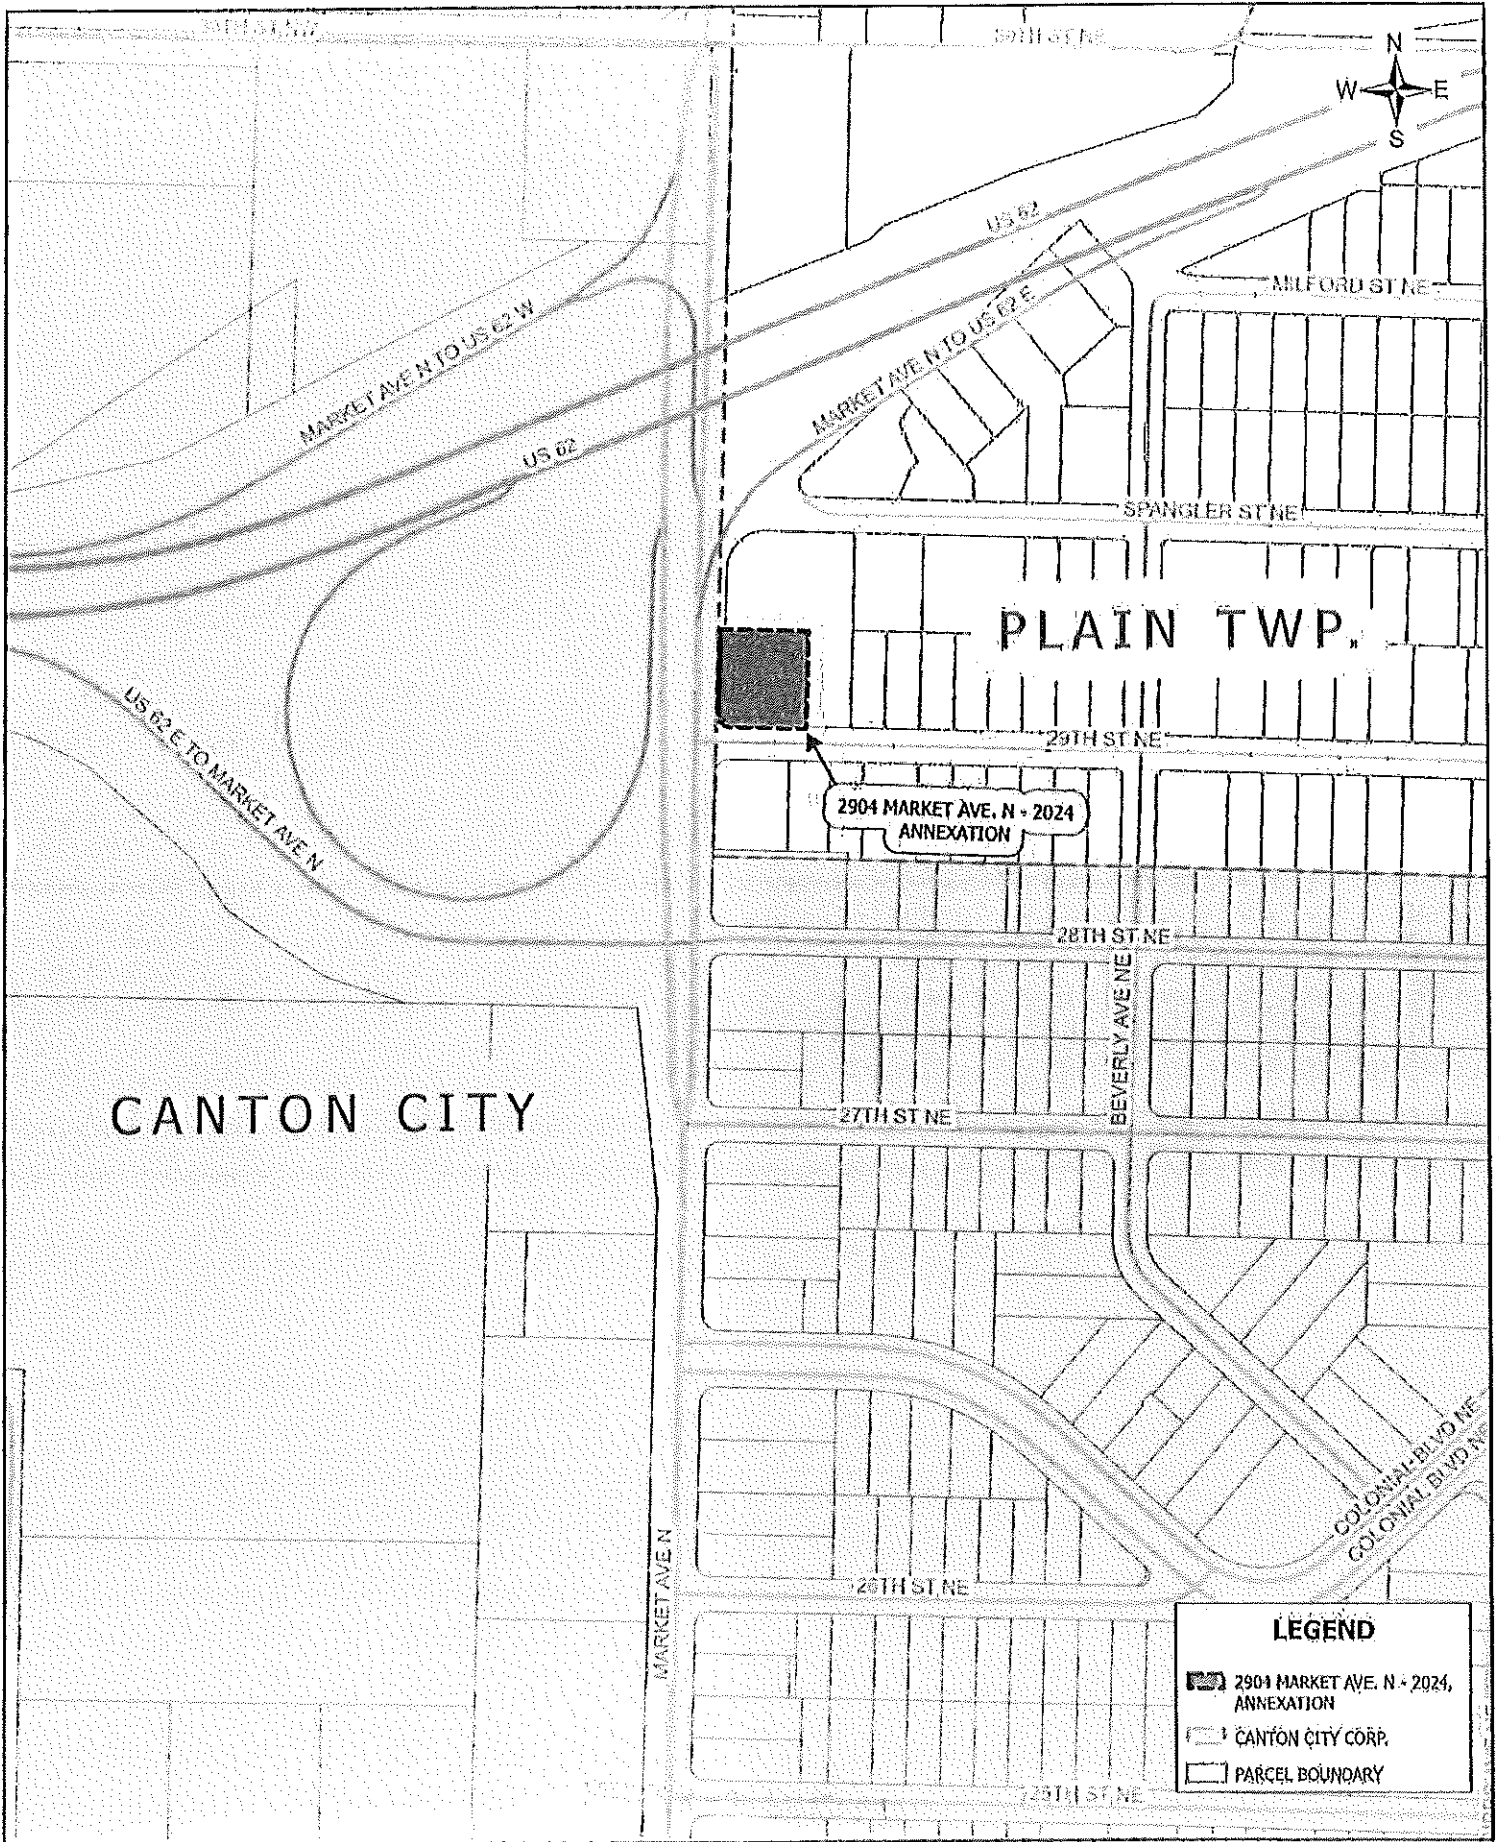 30TH ST NE
N
W E
S
US 62
MILFORD ST NE
MARKET AVE N TO US 62 W
MARKET AVE N TO US 62 E
US 62
SPANGLER ST NE
PLAIN TWP.
US 62 E TO MARKET AVE N
29TH ST NE
2904 MARKET AVE. N - 2024
ANNEXATION
28TH ST NE
BEVERLY AVE NE
CANTON CITY
27TH ST NE
COLONIAL BLVD NE
COLONIAL BLVD NE
MARKET AVE N
26TH ST NE
LEGEND
2904 MARKET AVE. N - 2024,
ANNEXATION
CANTON CITY CORP.
PARCEL BOUNDARY
25TH ST NE